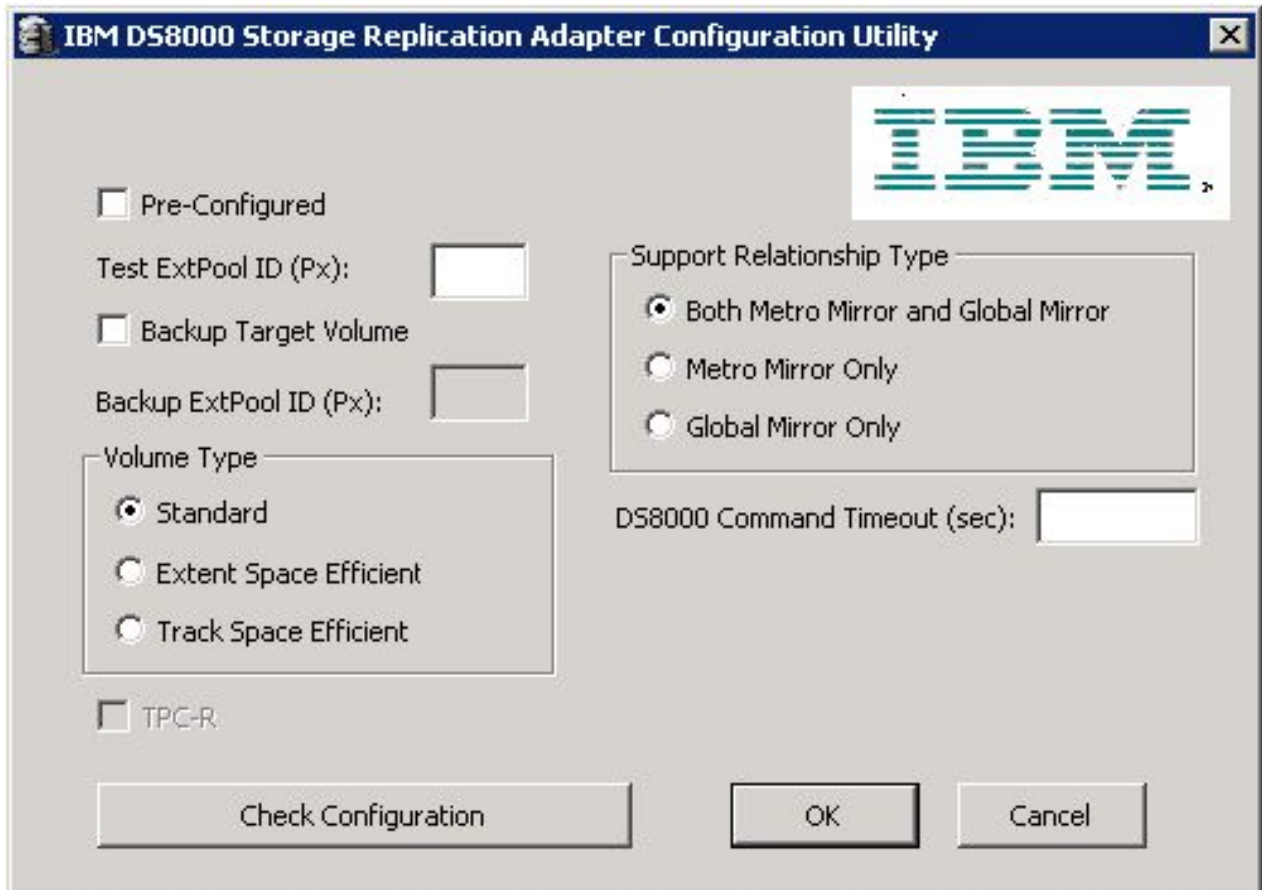 IBM DS8000 Storage Replication Adapter Configuration Utility
IBM
Pre-Configured
Test ExtPool ID (Px):
Backup Target Volume
Backup ExtPool ID (Px):
Volume Type
Standard
Extent Space Efficient
Track Space Efficient
TPC-R
Support Relationship Type
Both Metro Mirror and Global Mirror
Metro Mirror Only
Global Mirror Only
DS8000 Command Timeout (sec):
Check Configuration
OK
Cancel